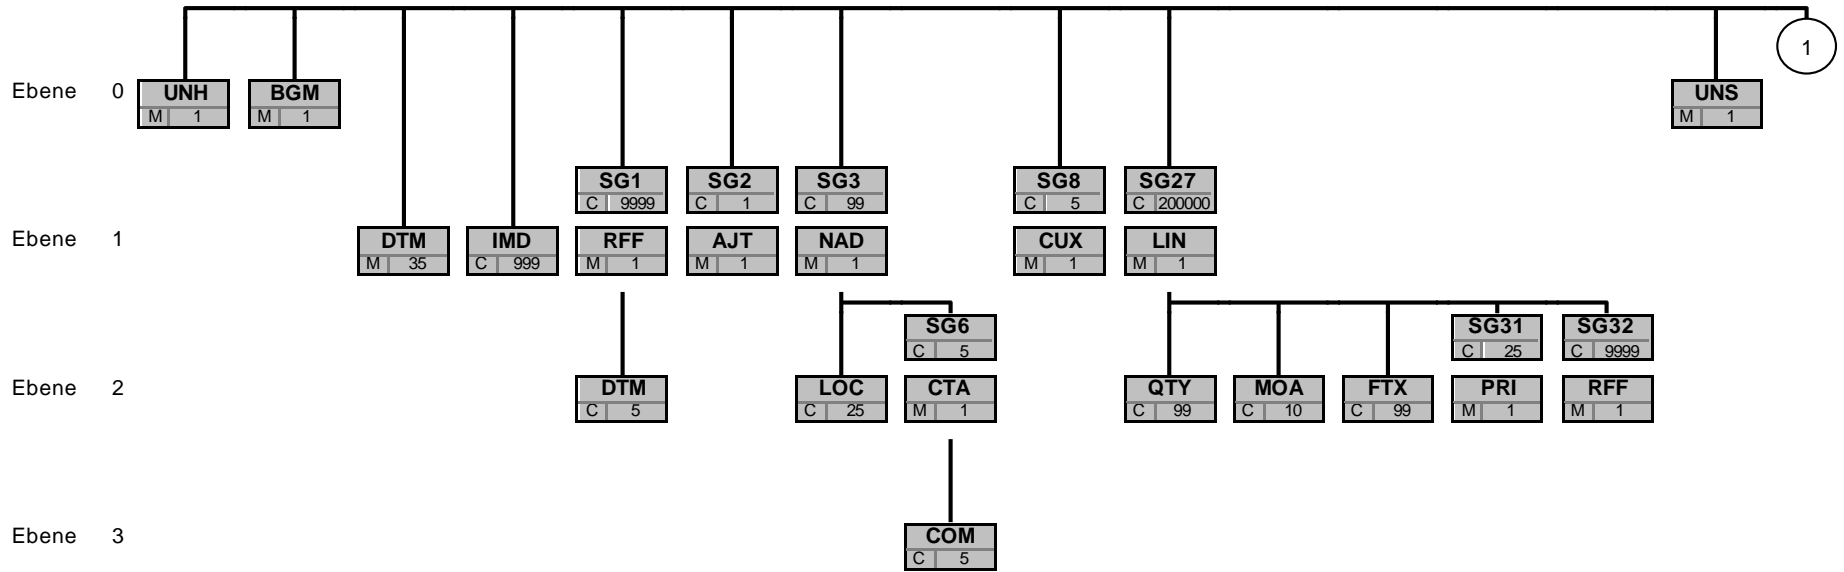 1
Ebene 0 UNH BGM UNS
M 1 M 1 M 1
SG1 SG2 SG3 SG8 SG27
C 9999 C 1 C 99 C 5 C 200000
Ebene 1 DTM IMD RFF AJT NAD CUX LIN
M 35 C 999 M 1 M 1 M 1 M 1 M 1
SG6 SG31 SG32
C 5 C 25 C 9999
Ebene 2 DTM LOC CTA QTY MOA FTX PRI RFF
C 5 C 25 M 1 C 99 C 10 C 99 M 1 M 1
Ebene 3 COM
C 5